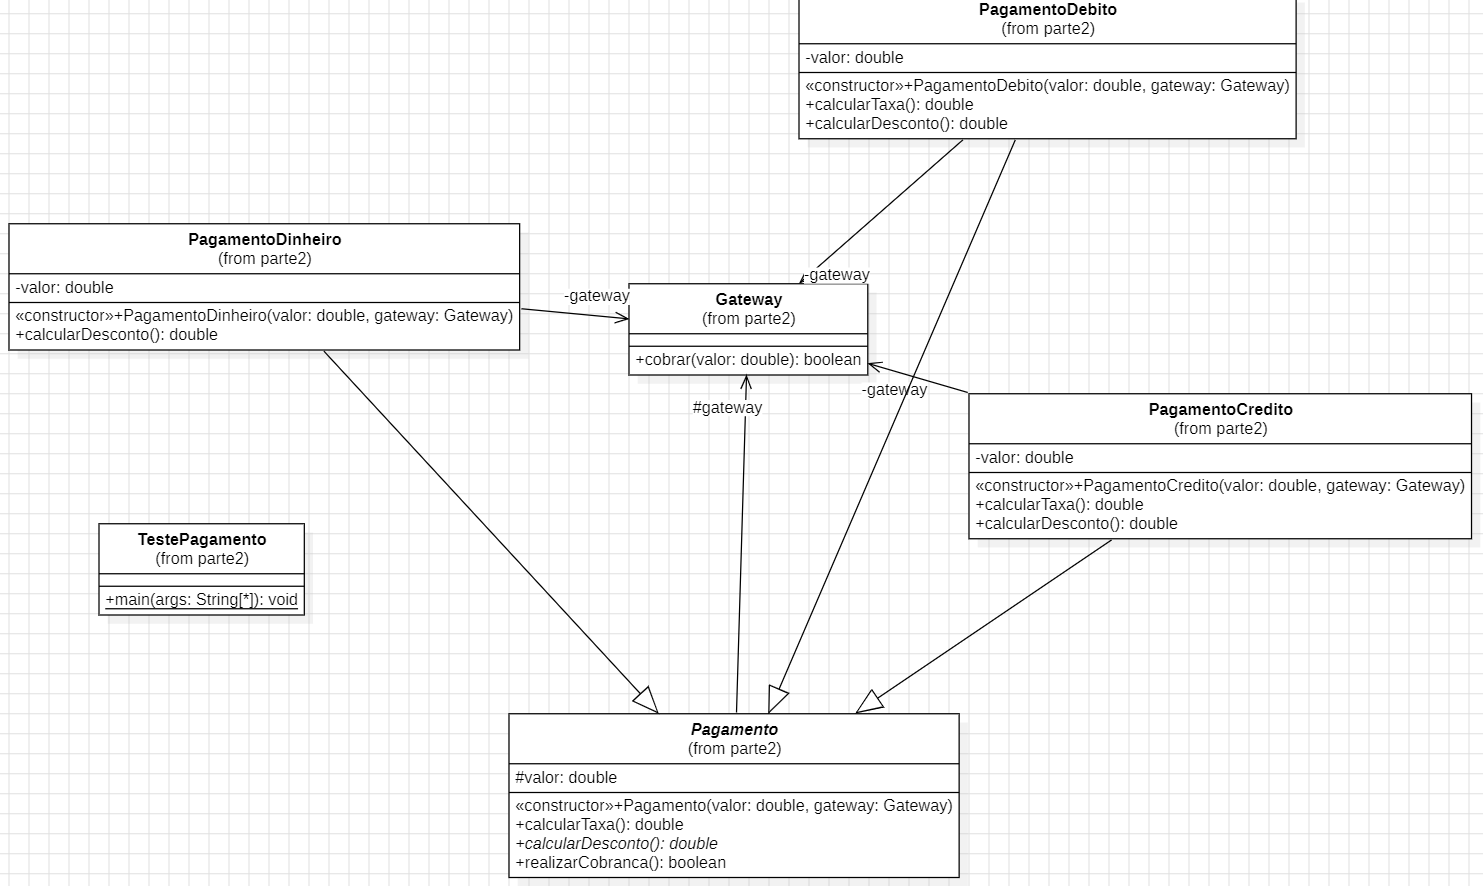 PagamentoDebito
(from parte2)
-valor: double
«constructor»+PagamentoDebito(valor: double, gateway: Gateway)
+calcularTaxa(): double
+calcularDesconto(): double
PagamentoDinheiro
(from parte2)
-valor: double
«constructor»+PagamentoDinheiro(valor: double, gateway: Gateway)
+calcularDesconto(): double
-gateway
-gateway
Gateway
(from parte2)
+cobrar(valor: double): boolean
-gateway
#gateway
PagamentoCredito
(from parte2)
-valor: double
«constructor»+PagamentoCredito(valor: double, gateway: Gateway)
+calcularTaxa(): double
+calcularDesconto(): double
TestePagamento
(from parte2)
+main(args: String[*]): void
Pagamento
(from parte2)
#valor: double
«constructor»+Pagamento(valor: double, gateway: Gateway)
+calcularTaxa(): double
+calcularDesconto(): double
+realizarCobranca(): boolean